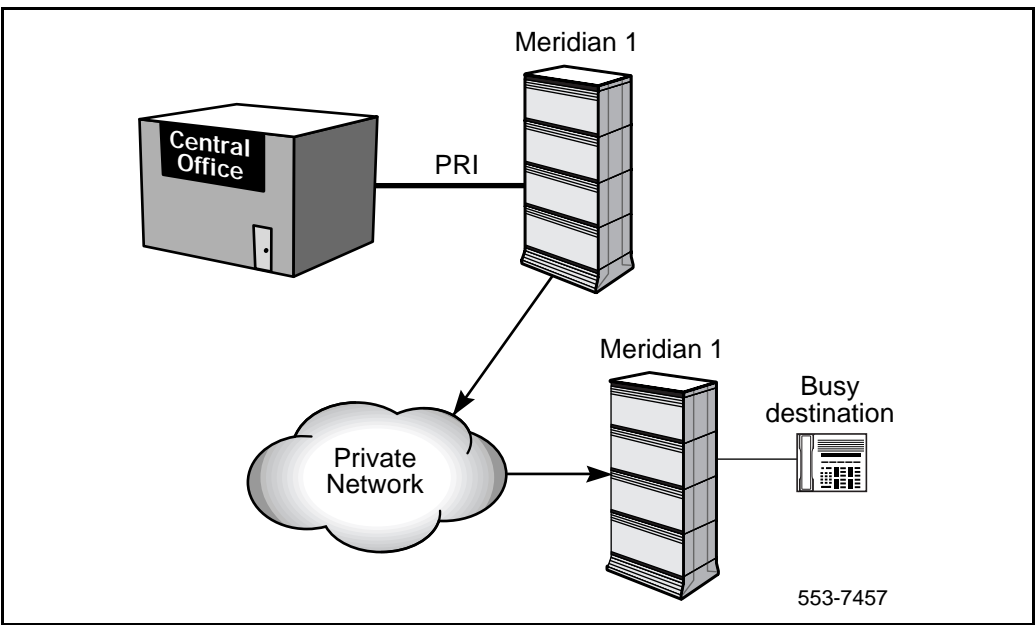 Meridian 1
Central
Office
PRI
Meridian 1
Busy
destination
Private
Network
553-7457